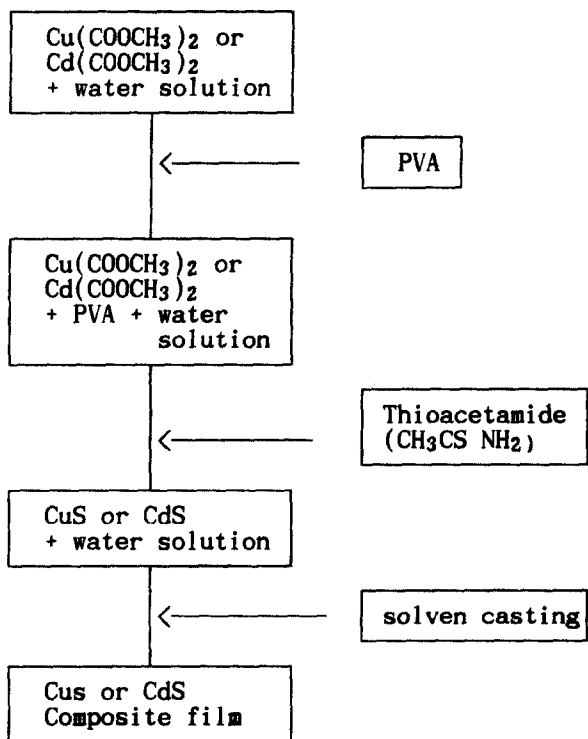 Cu(COOCH3)2 or
Cd(COOCH3)2
+ water solution
PVA
Cu(COOCH3)2 or
Cd(COOCH3)2
+ PVA + water
solution
Thioacetamide
(CH3CS NH2)
CuS or CdS
+ water solution
solven casting
Cus or CdS
Composite film